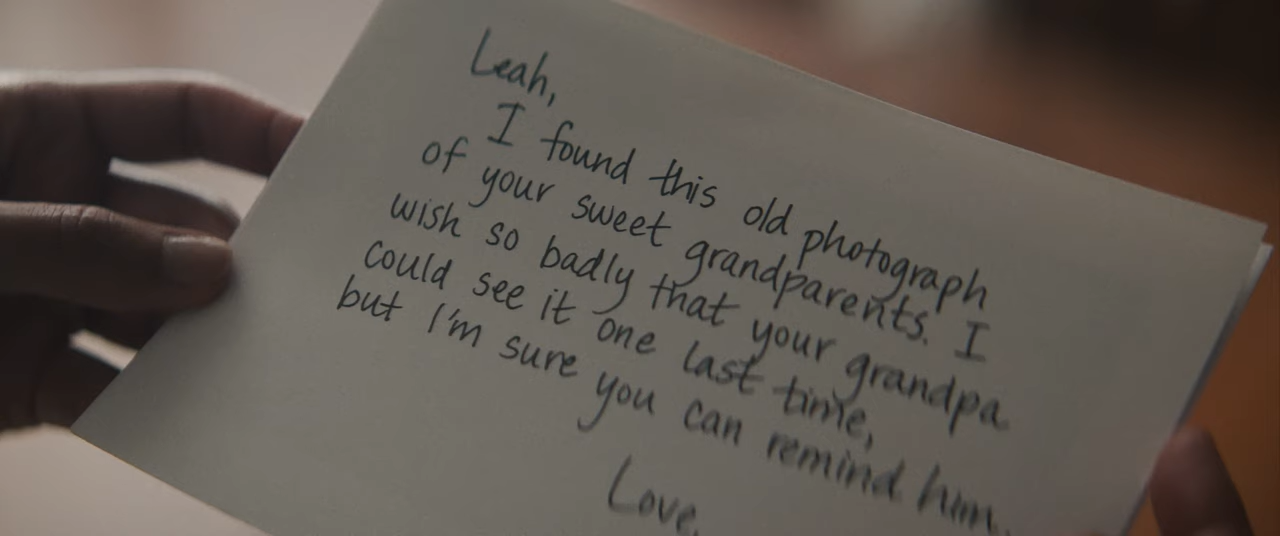 Leah,
I found this old photograph
of your sweet grandparents. I
wish so badly that your grandpa
could see it one last time,
but I'm sure you can remind him.
Love,